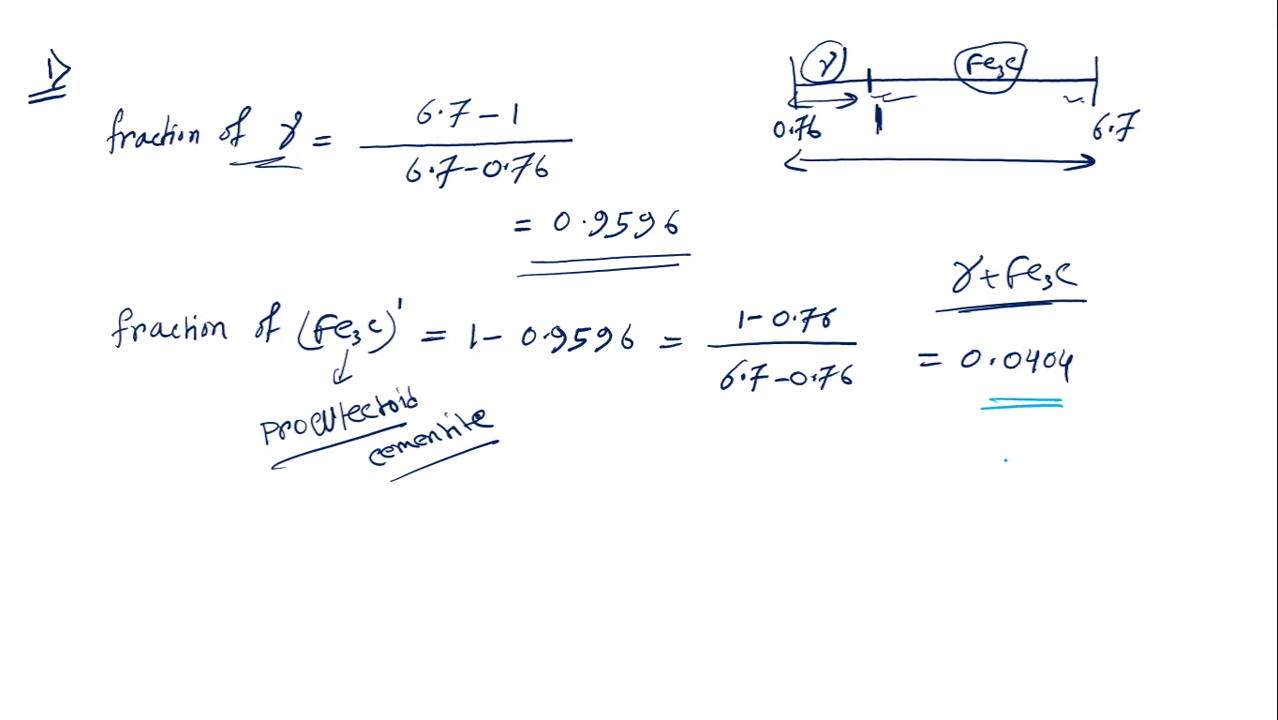 1)
γ Fe₃C
0.76 1 6.7
fraction of γ = (6.7 - 1) / (6.7 - 0.76)
= 0.9596
γ + Fe₃C
fraction of (Fe₃C)' = 1 - 0.9596 = (1 - 0.76) / (6.7 - 0.76) = 0.0404
proeutectoid
cementite